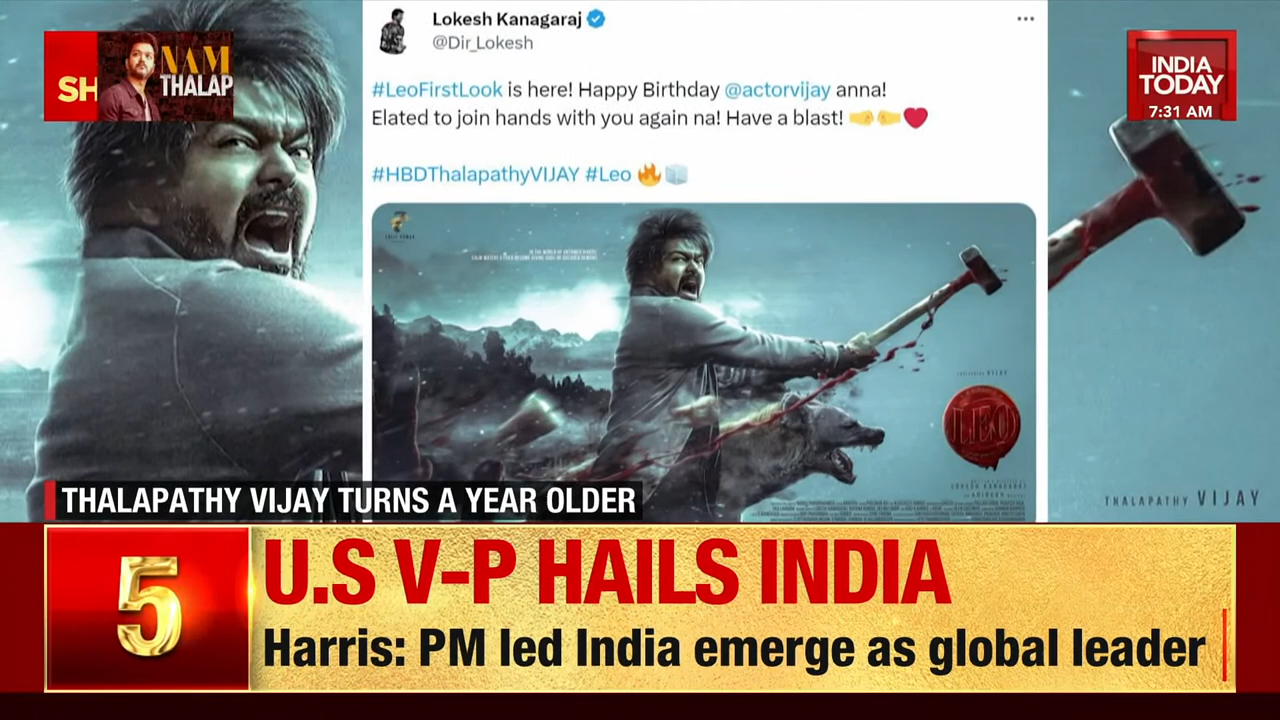 SH
NAM
THALAP
Lokesh Kanagaraj
@Dir_Lokesh
#LeoFirstLook is here! Happy Birthday @actorvijay anna!
Elated to join hands with you again na! Have a blast! 🤜🤛❤️
#HBDThalapathyVIJAY #Leo 🔥🧊
INDIA
TODAY
7:31 AM
LEO
THALAPATHY VIJAY
THALAPATHY VIJAY TURNS A YEAR OLDER
5
U.S V-P HAILS INDIA
Harris: PM led India emerge as global leader